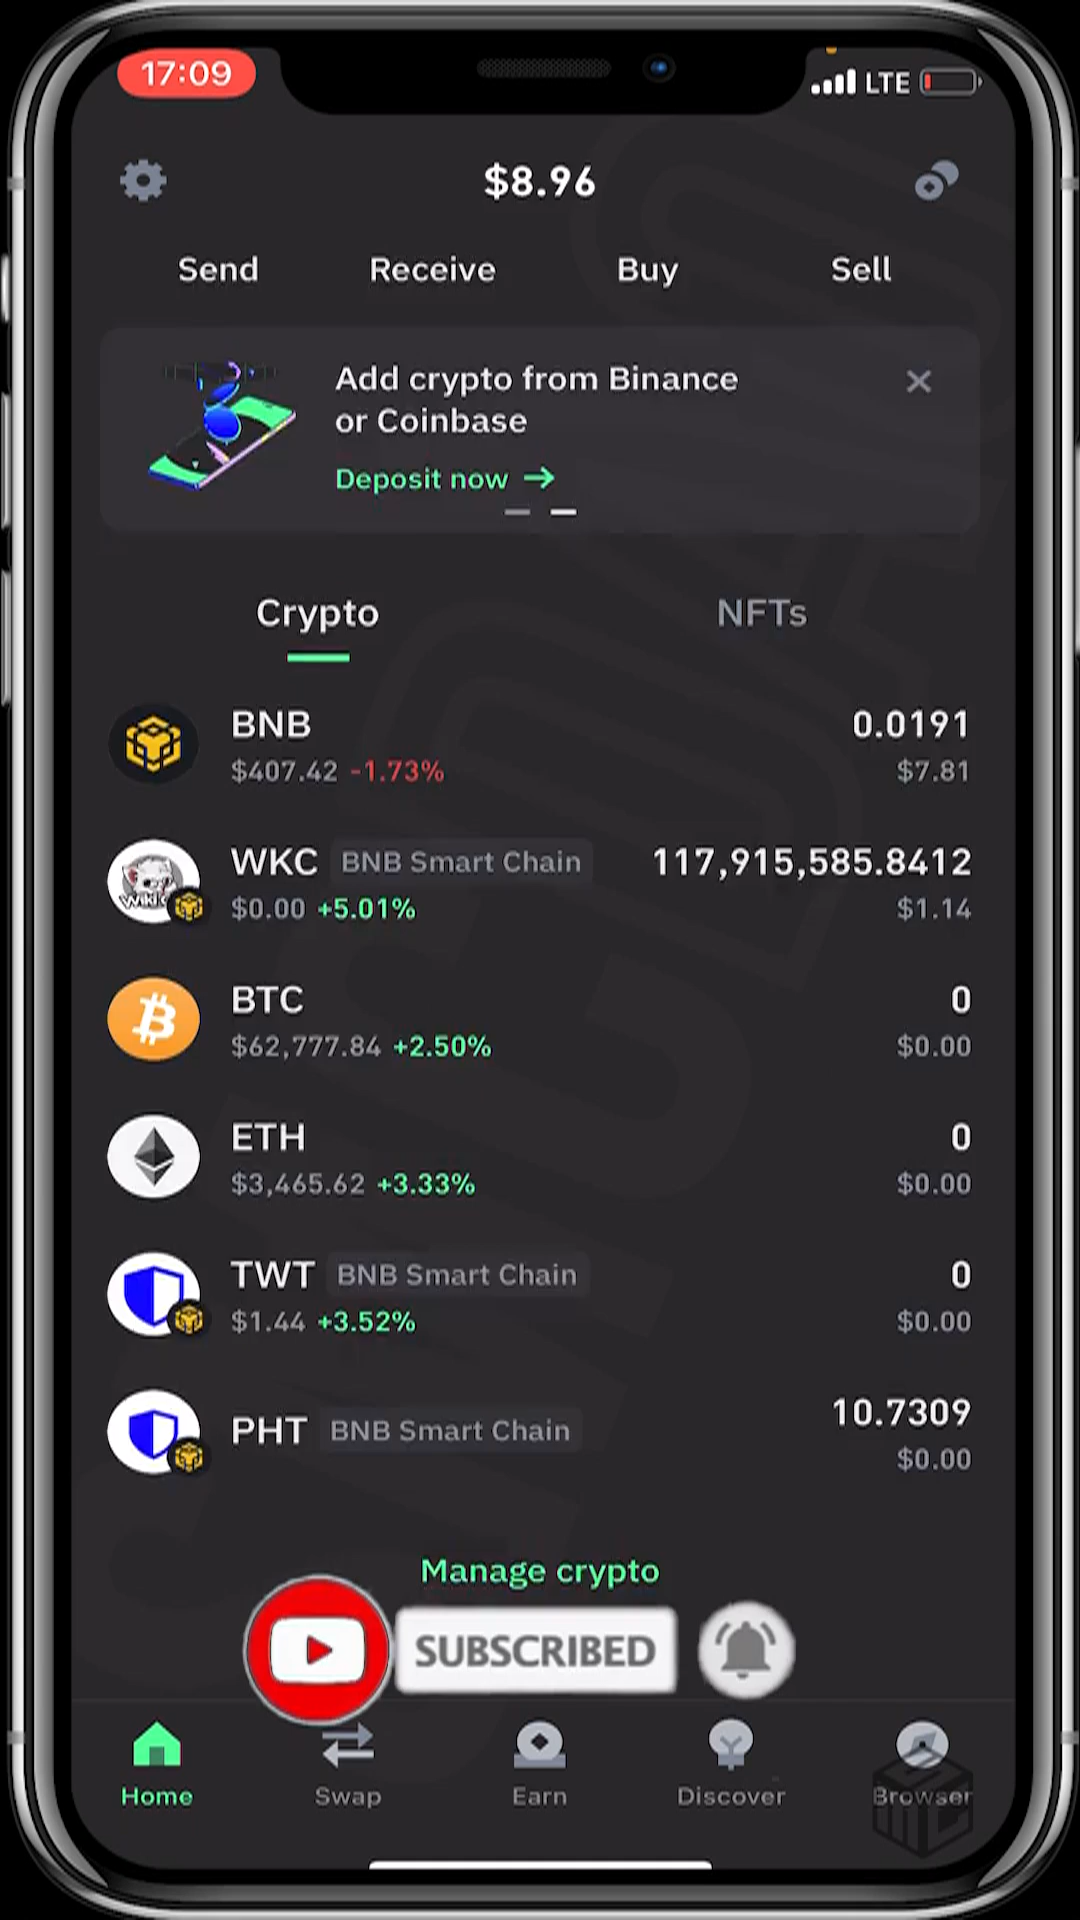 17:09
LTE
$8.96
Send Receive Buy Sell
Add crypto from Binance
or Coinbase
Deposit now →
Crypto NFTs
BNB 0.0191
$407.42 -1.73% $7.81
WKC BNB Smart Chain 117,915,585.8412
$0.00 +5.01% $1.14
BTC 0
$62,777.84 +2.50% $0.00
ETH 0
$3,465.62 +3.33% $0.00
TWT BNB Smart Chain 0
$1.44 +3.52% $0.00
PHT BNB Smart Chain 10.7309
$0.00
Manage crypto
SUBSCRIBED
Home Swap Earn Discover Browser